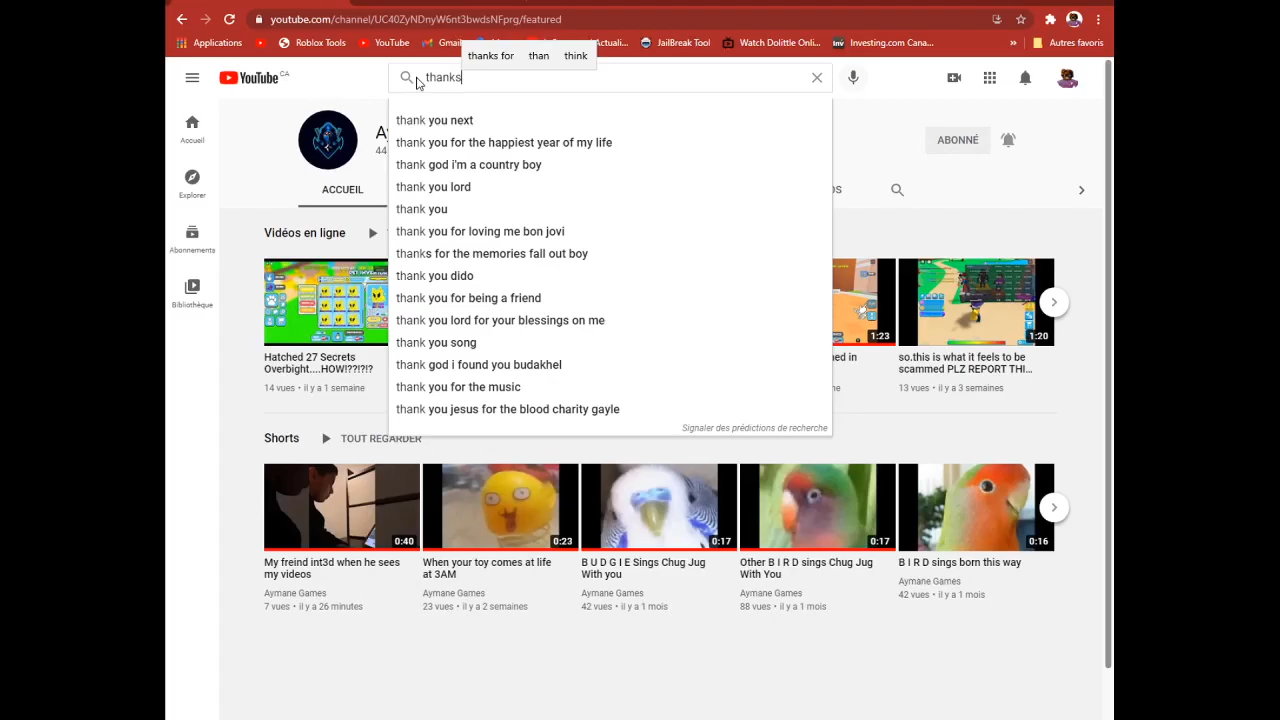 youtube.com/channel/UC40ZyNDnyW6nt3bwdsNFprg/featured
Applications
Roblox Tools
YouTube
Gmail
Actuali...
JailBreak Tool
Watch Dolittle Onli...
Investing.com Cana...
»
Autres favoris
thanks for than think
YouTube CA
thanks
thank you next
thank you for the happiest year of my life
thank god i'm a country boy
thank you lord
thank you
thank you for loving me bon jovi
thanks for the memories fall out boy
thank you dido
thank you for being a friend
thank you lord for your blessings on me
thank you song
thank god i found you budakhel
thank you for the music
thank you jesus for the blood charity gayle
Signaler des prédictions de recherche
Accueil
Explorer
Abonnements
Bibliothèque
Ay
44
ABONNÉ
ACCUEIL
Vidéos en ligne
1:23
1:20
Hatched 27 Secrets
Overbight....HOW!??!?!?
14 vues • il y a 1 semaine
so.this is what it feels to be
scammed PLZ REPORT THI...
13 vues • il y a 3 semaines
Shorts
TOUT REGARDER
0:40
0:23
0:17
0:17
0:16
My freind int3d when he sees
my videos
Aymane Games
7 vues • il y a 26 minutes
When your toy comes at life
at 3AM
Aymane Games
23 vues • il y a 2 semaines
B U D G I E Sings Chug Jug
With you
Aymane Games
42 vues • il y a 1 mois
Other B I R D sings Chug Jug
With You
Aymane Games
88 vues • il y a 1 mois
B I R D sings born this way
Aymane Games
42 vues • il y a 1 mois